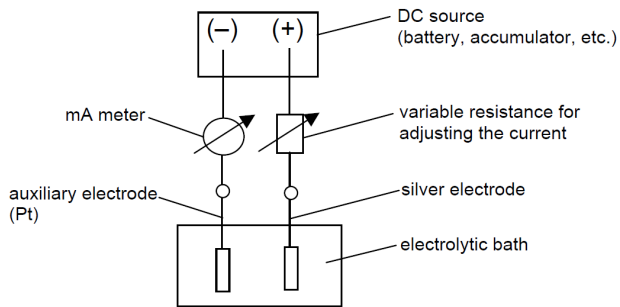 (–) (+)
DC source
(battery, accumulator, etc.)
mA meter
variable resistance for
adjusting the current
auxiliary electrode
(Pt)
silver electrode
electrolytic bath